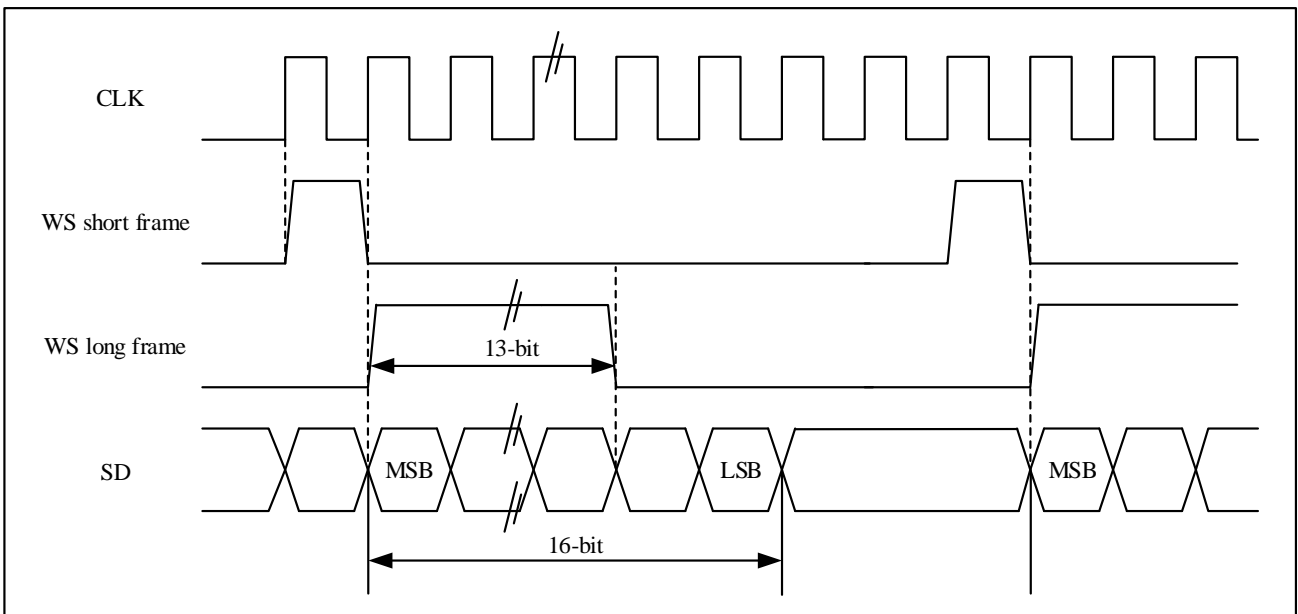 CLK
WS short frame
WS long frame
13-bit
SD
MSB
LSB
MSB
16-bit